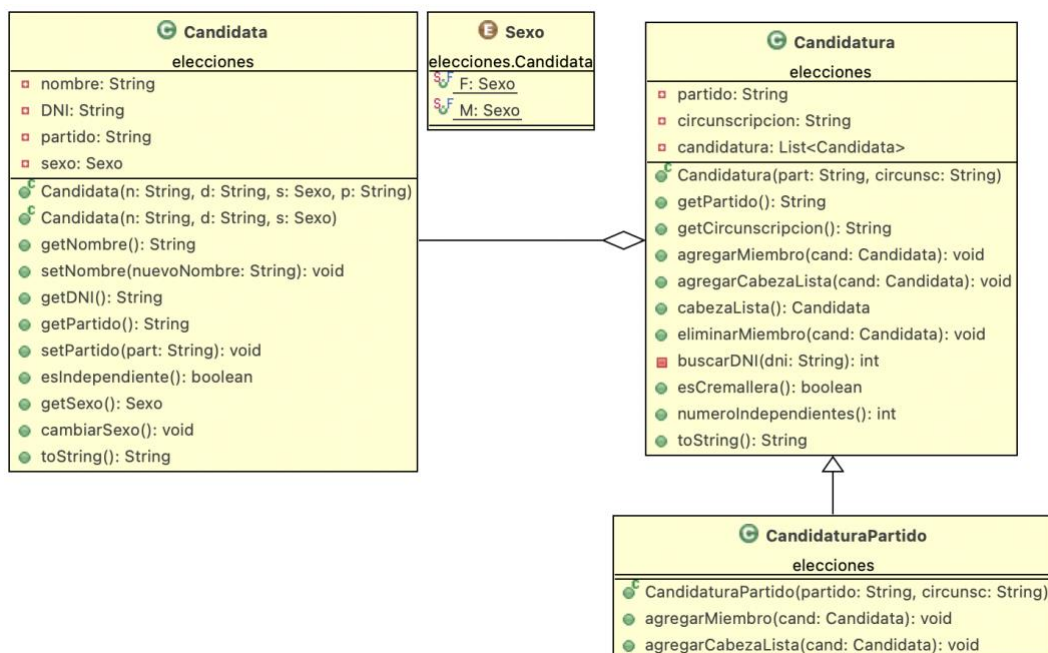 Candidata
elecciones
nombre: String
DNI: String
partido: String
sexo: Sexo
Candidata(n: String, d: String, s: Sexo, p: String)
Candidata(n: String, d: String, s: Sexo)
getNombre(): String
setNombre(nuevoNombre: String): void
getDNI(): String
getPartido(): String
setPartido(part: String): void
esIndependiente(): boolean
getSexo(): Sexo
cambiarSexo(): void
toString(): String
Sexo
elecciones.Candidata
F: Sexo
M: Sexo
Candidatura
elecciones
partido: String
circunscripcion: String
candidatura: List<Candidata>
Candidatura(part: String, circunsc: String)
getPartido(): String
getCircunscripcion(): String
agregarMiembro(cand: Candidata): void
agregarCabezaLista(cand: Candidata): void
cabezaLista(): Candidata
eliminarMiembro(cand: Candidata): void
buscarDNI(dni: String): int
esCremallera(): boolean
numeroIndependientes(): int
toString(): String
CandidaturaPartido
elecciones
CandidaturaPartido(partido: String, circunsc: String)
agregarMiembro(cand: Candidata): void
agregarCabezaLista(cand: Candidata): void